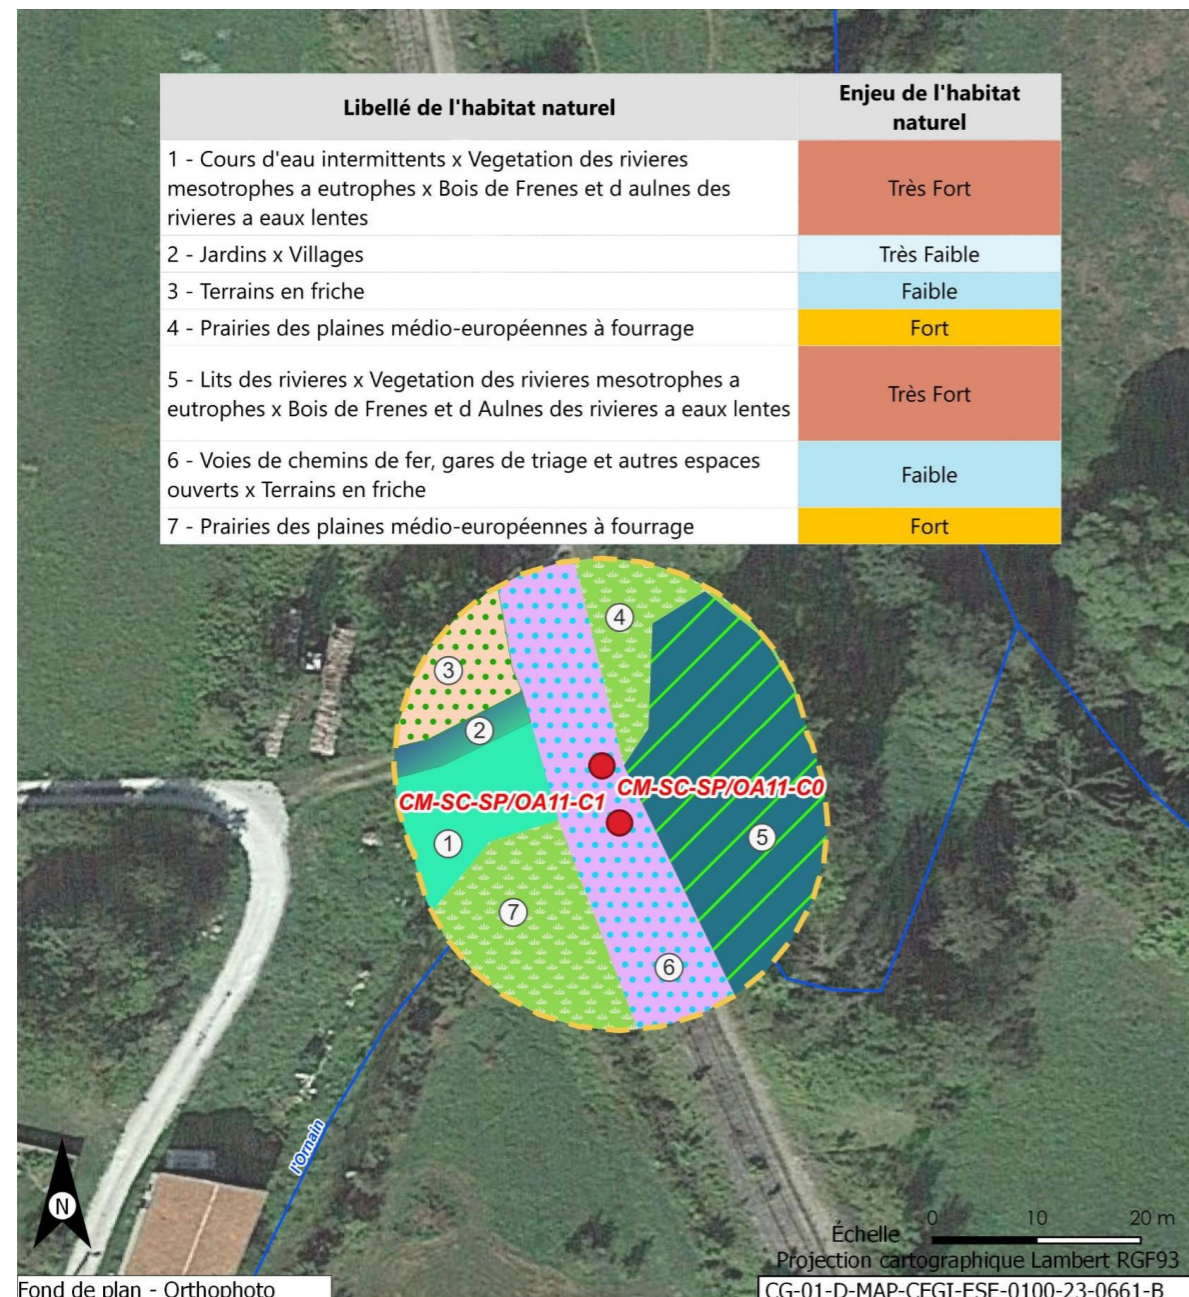 Libellé de l'habitat naturel
Enjeu de l'habitat
naturel
1 - Cours d'eau intermittents x Vegetation des rivieres
mesotrophes a eutrophes x Bois de Frenes et d aulnes des
rivieres a eaux lentes
Très Fort
2 - Jardins x Villages
Très Faible
3 - Terrains en friche
Faible
4 - Prairies des plaines médio-européennes à fourrage
Fort
5 - Lits des rivieres x Vegetation des rivieres mesotrophes a
eutrophes x Bois de Frenes et d Aulnes des rivieres a eaux lentes
Très Fort
6 - Voies de chemins de fer, gares de triage et autres espaces
ouverts x Terrains en friche
Faible
7 - Prairies des plaines médio-européennes à fourrage
Fort
4
3
2
CM-SC-SP/OA11-C0
CM-SC-SP/OA11-C1
5
1
7
6
l'Ornain
N
0 10 20 m
Échelle
Projection cartographique Lambert RGF93
Fond de plan - Orthophoto
CG-01-D-MAP-CEGI-ESE-0100-23-0661-B